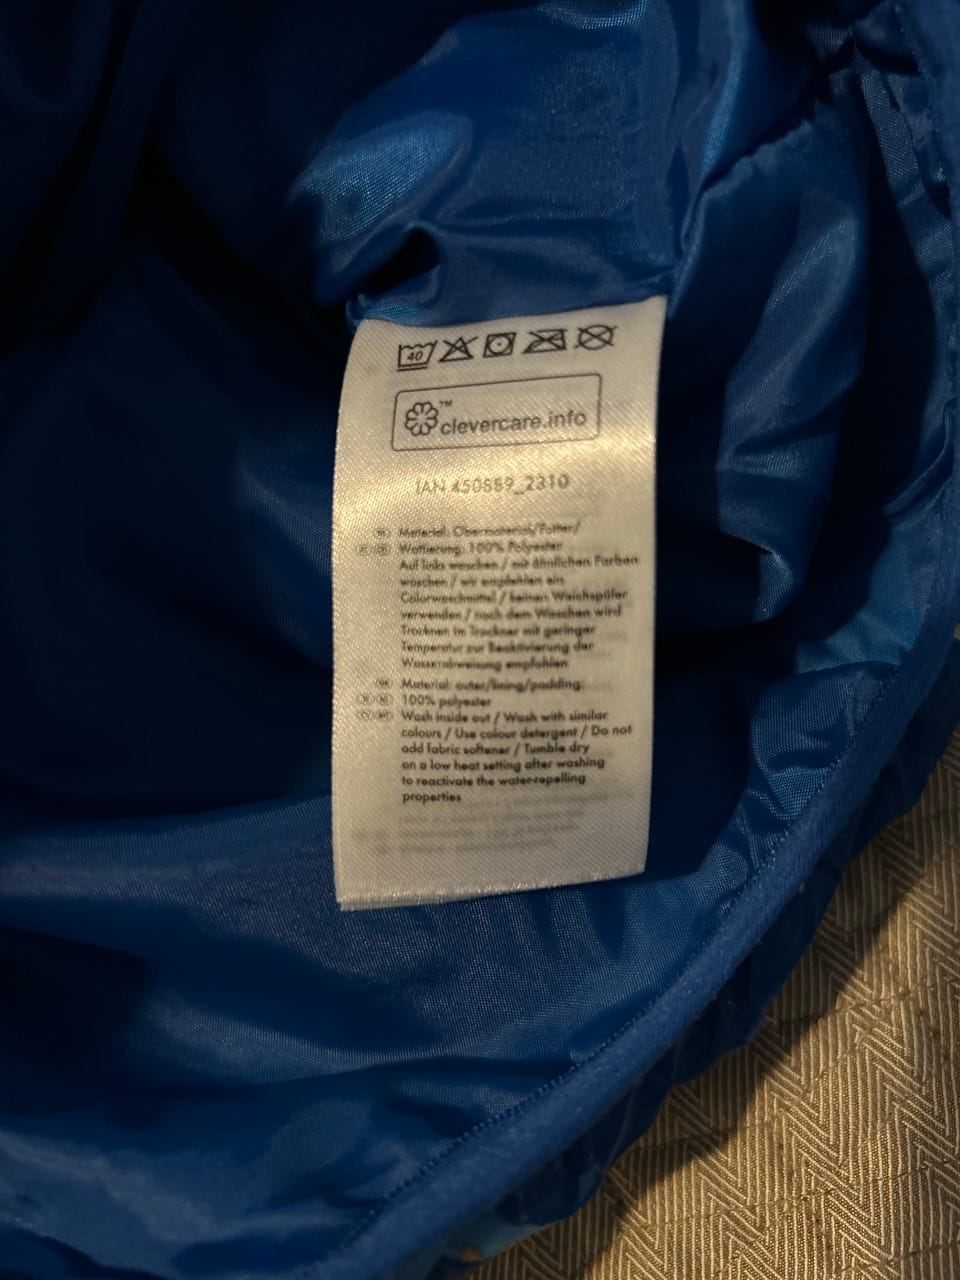 40
™
clevercare.info
IAN 450889_2310
Material: Obermaterial/Futter/
Wattierung: 100% Polyester
Auf links waschen / mit ähnlichen Farben
waschen / wir empfehlen ein
Colorwaschmittel / keinen Weichspüler
verwenden / nach dem Waschen wird
Trocknen im Trockner mit geringer
Temperatur zur Reaktivierung der
Wasserabweisung empfohlen
Material: outer/lining/padding:
100% polyester
Wash inside out / Wash with similar
colours / Use colour detergent / Do not
add fabric softener / Tumble dry
on a low heat setting after washing
to reactivate the water-repelling
properties